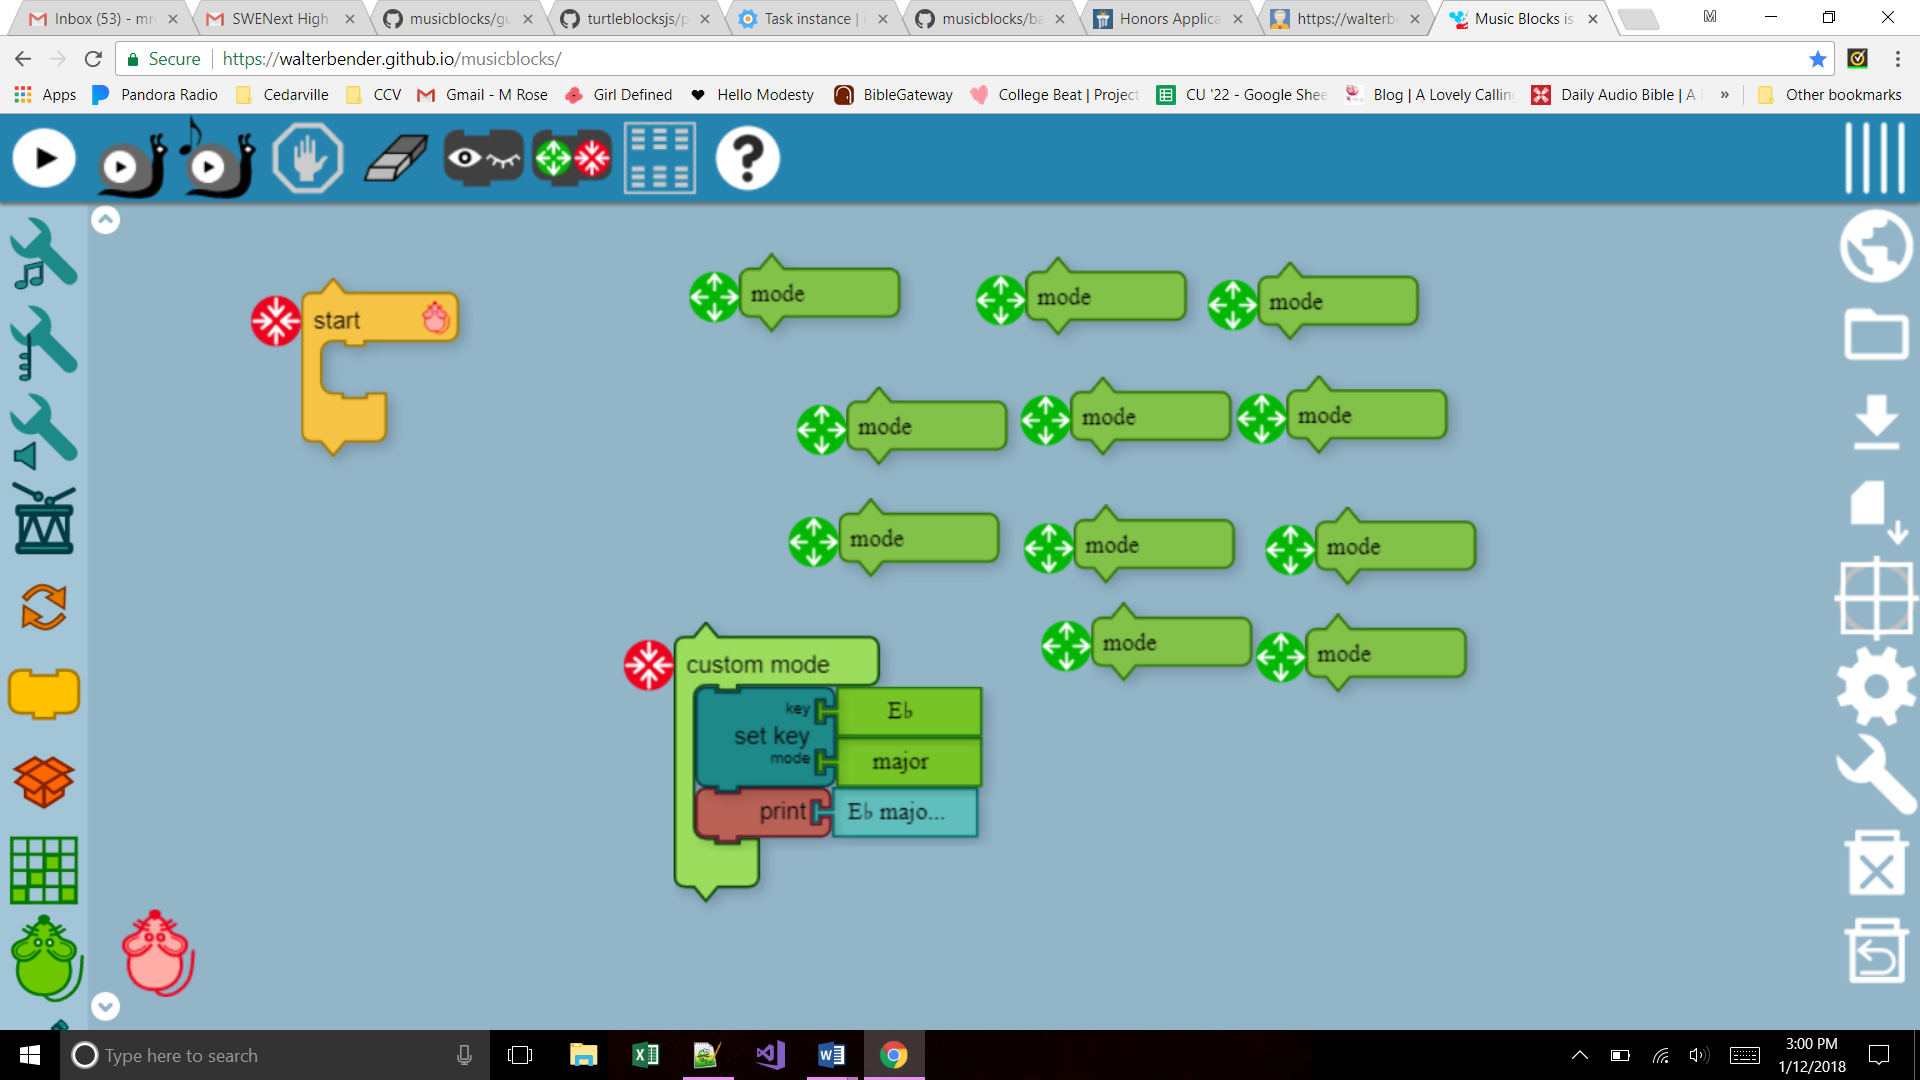 Inbox (53) - mr
SWENext High
musicblocks/gu
turtleblocksjs/p
Task instance |
musicblocks/ba
Honors Applica
https://walterb
Music Blocks is
Secure
https://walterbender.github.io/musicblocks/
Apps
Pandora Radio
Cedarville
CCV
Gmail - M Rose
Girl Defined
Hello Modesty
BibleGateway
College Beat | Project
CU '22 - Google Shee
Blog | A Lovely Calling
Daily Audio Bible | A
»
Other bookmarks
start
mode
mode
mode
mode
mode
mode
mode
mode
mode
mode
mode
custom mode
key
E♭
set key
mode
major
print
E♭ majo...
Type here to search
3:00 PM
1/12/2018